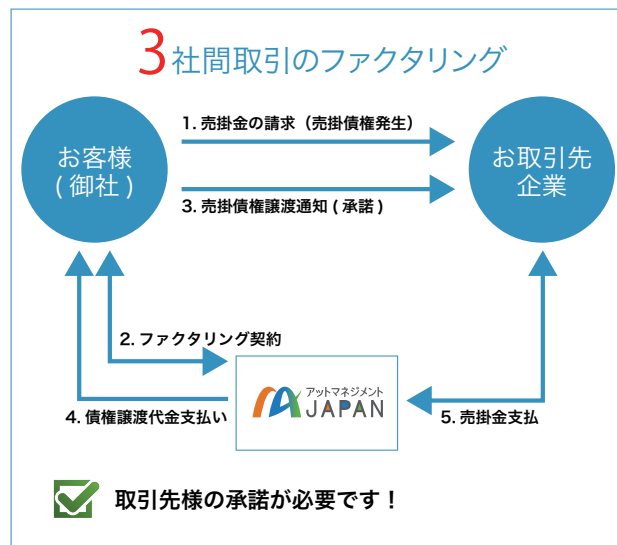 3社間取引のファクタリング
1. 売掛金の請求（売掛債権発生）
お客様
( 御社 )
お取引先
企業
3. 売掛債権譲渡通知 ( 承諾 )
2. ファクタリング契約
アットマネジメント
JAPAN
4. 債権譲渡代金支払い
5. 売掛金支払
取引先様の承諾が必要です！